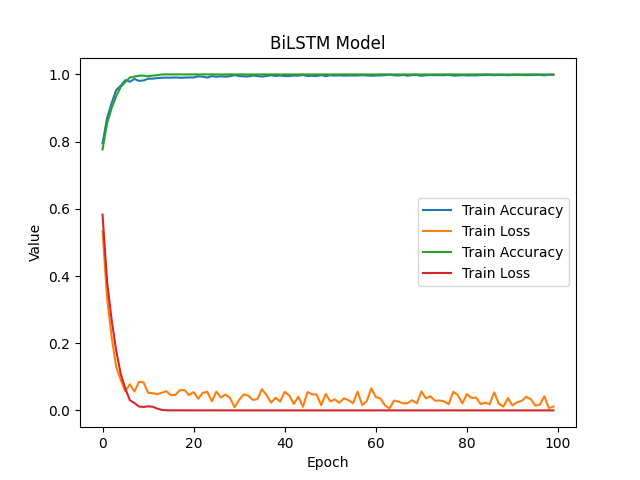 BiLSTM Model
1.0
0.8
0.6
0.4
0.2
0.0
Value
Train Accuracy
Train Loss
Train Accuracy
Train Loss
0 20 40 60 80 100
Epoch